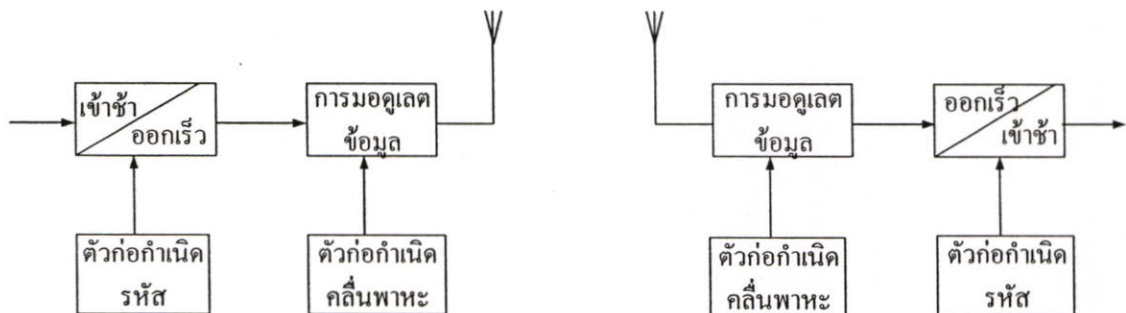 เข้าช้า
ออกเร็ว
การมอดูเลต
ข้อมูล
ตัวก่อกำเนิด
รหัส
ตัวก่อกำเนิด
คลื่นพาหะ
การมอดูเลต
ข้อมูล
ออกเร็ว
เข้าช้า
ตัวก่อกำเนิด
คลื่นพาหะ
ตัวก่อกำเนิด
รหัส